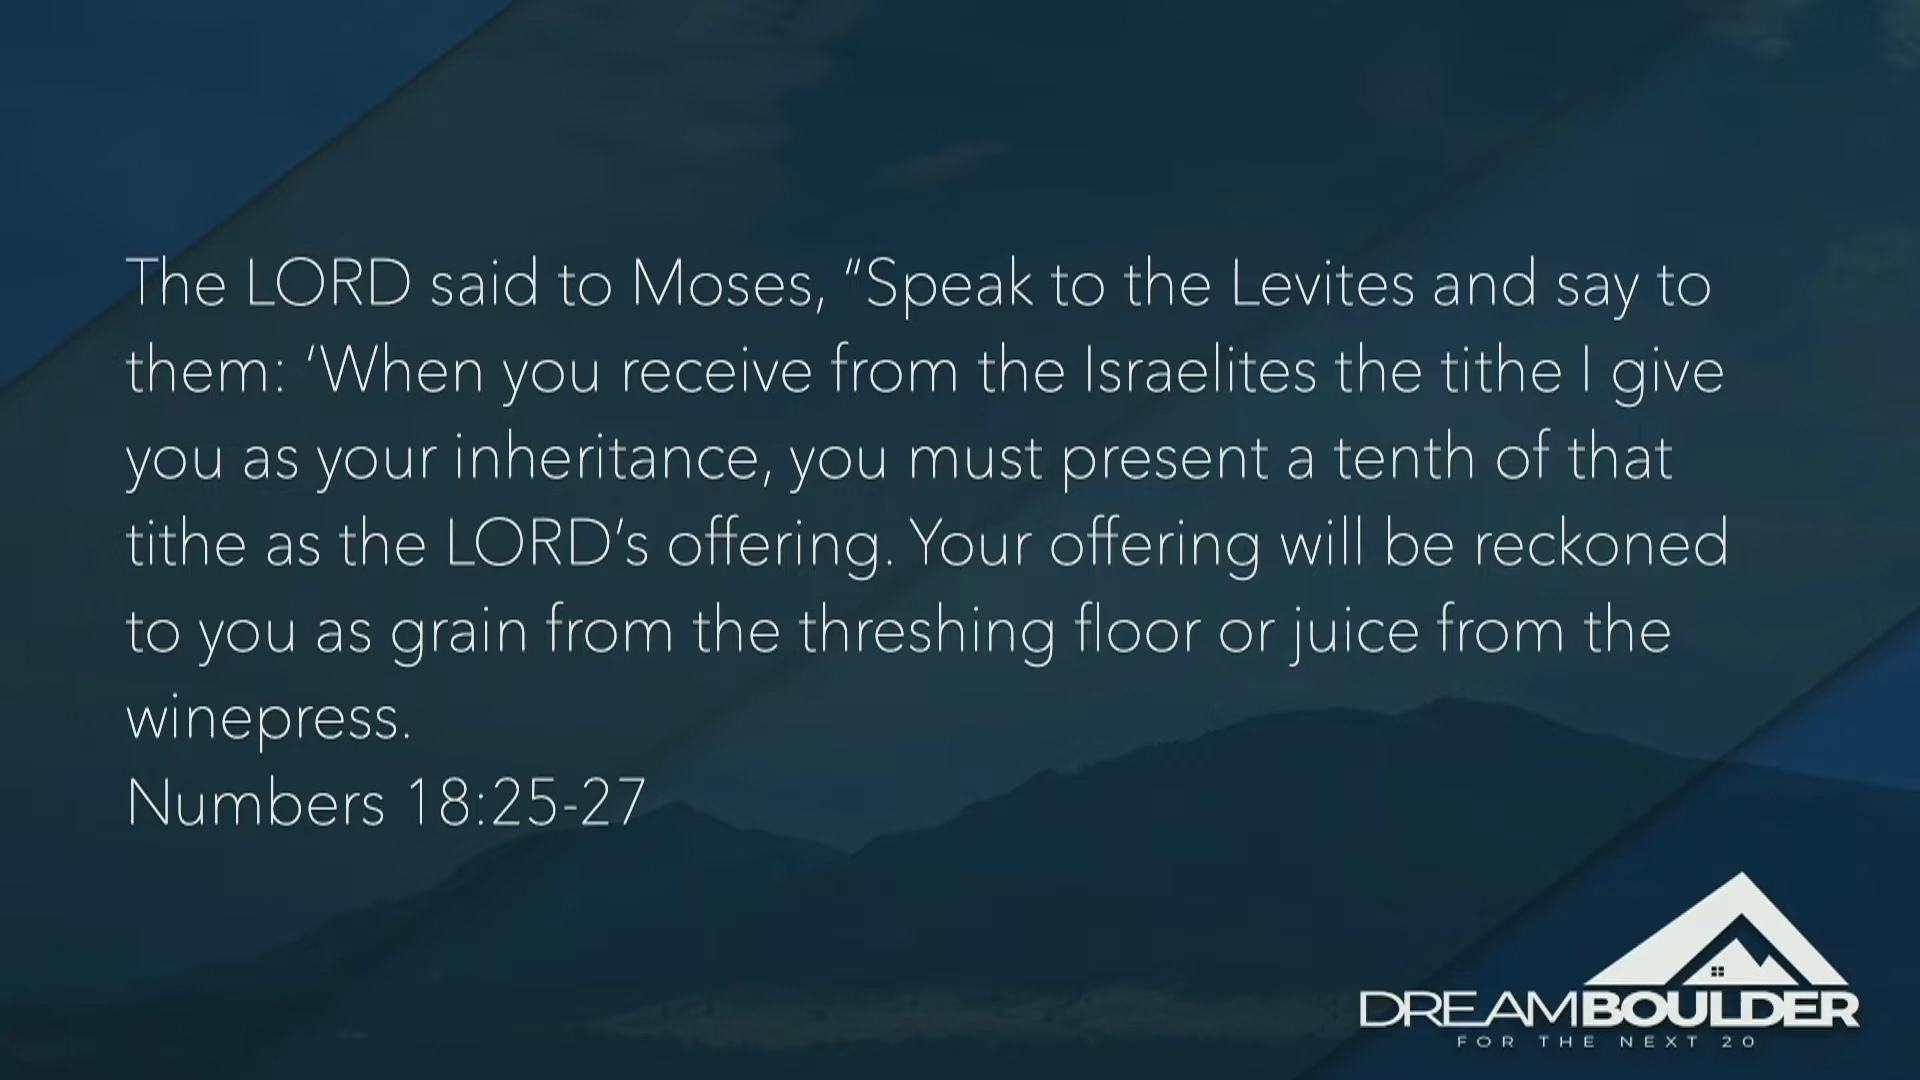 The LORD said to Moses, “Speak to the Levites and say to
them: ‘When you receive from the Israelites the tithe I give
you as your inheritance, you must present a tenth of that
tithe as the LORD’s offering. Your offering will be reckoned
to you as grain from the threshing floor or juice from the
winepress.
Numbers 18:25-27
DREAMBOULDER
FOR THE NEXT 20